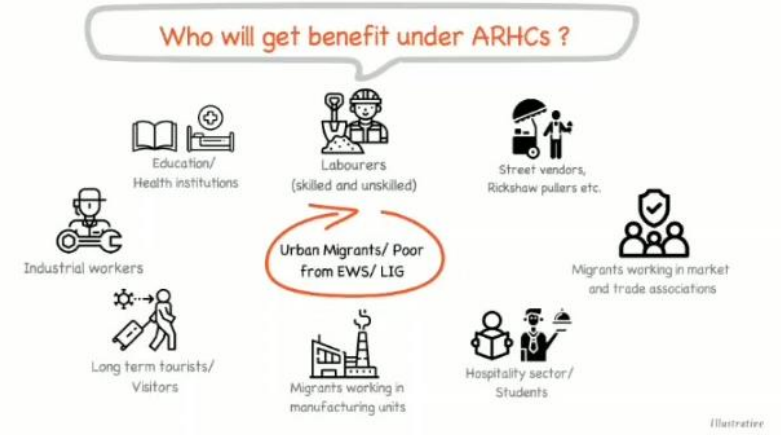 Who will get benefit under ARHCs ?
Education/
Health institutions
Labourers
(skilled and unskilled)
Street vendors,
Rickshaw pullers etc.
Industrial workers
Urban Migrants/ Poor
from EWS/ LIG
Migrants working in market
and trade associations
Long term tourists/
Visitors
Migrants working in
manufacturing units
Hospitality sector/
Students
Illustrative